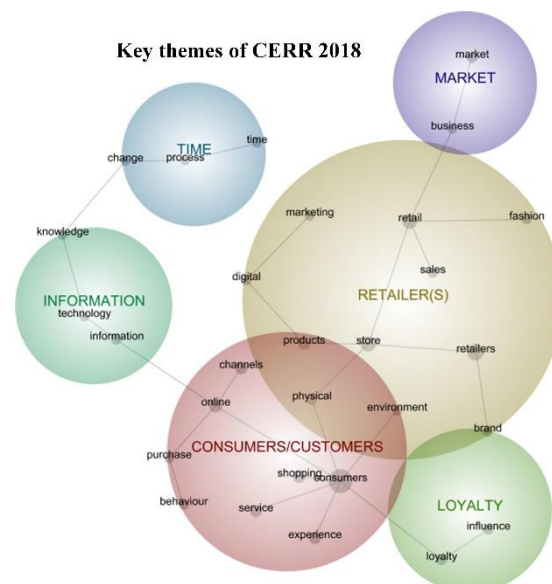 Key themes of CERR 2018
market
MARKET
business
time
TIME
change
process
marketing
retail
fashion
knowledge
digital
sales
INFORMATION
RETAILER(S)
technology
information
products
store
retailers
channels
physical
online
environment
brand
CONSUMERS/CUSTOMERS
purchase
shopping
consumers
behaviour
service
LOYALTY
influence
experience
loyalty